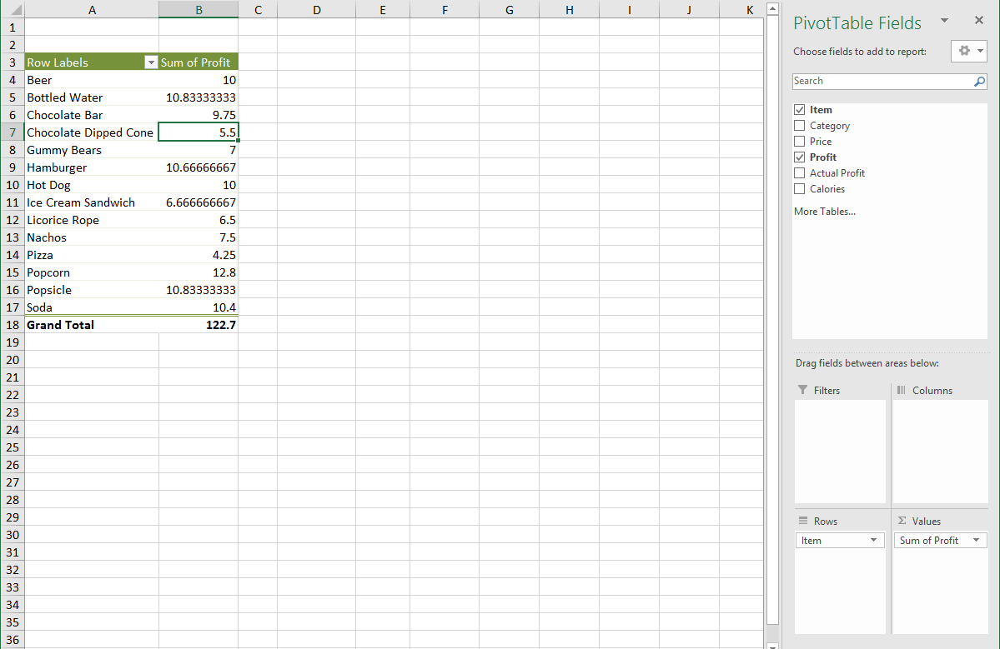 A B C D E F G H I J K
1
2
3 Row Labels Sum of Profit
4 Beer 10
5 Bottled Water 10.83333333
6 Chocolate Bar 9.75
7 Chocolate Dipped Cone 5.5
8 Gummy Bears 7
9 Hamburger 10.66666667
10 Hot Dog 10
11 Ice Cream Sandwich 6.666666667
12 Licorice Rope 6.5
13 Nachos 7.5
14 Pizza 4.25
15 Popcorn 12.8
16 Popsicle 10.83333333
17 Soda 10.4
18 Grand Total 122.7
19
20
21
22
23
24
25
26
27
28
29
30
31
32
33
34
35
36
PivotTable Fields
Choose fields to add to report:
Search
Item
Category
Price
Profit
Actual Profit
Calories
More Tables...
Drag fields between areas below:
Filters
Columns
Rows
Item
Σ Values
Sum of Profit